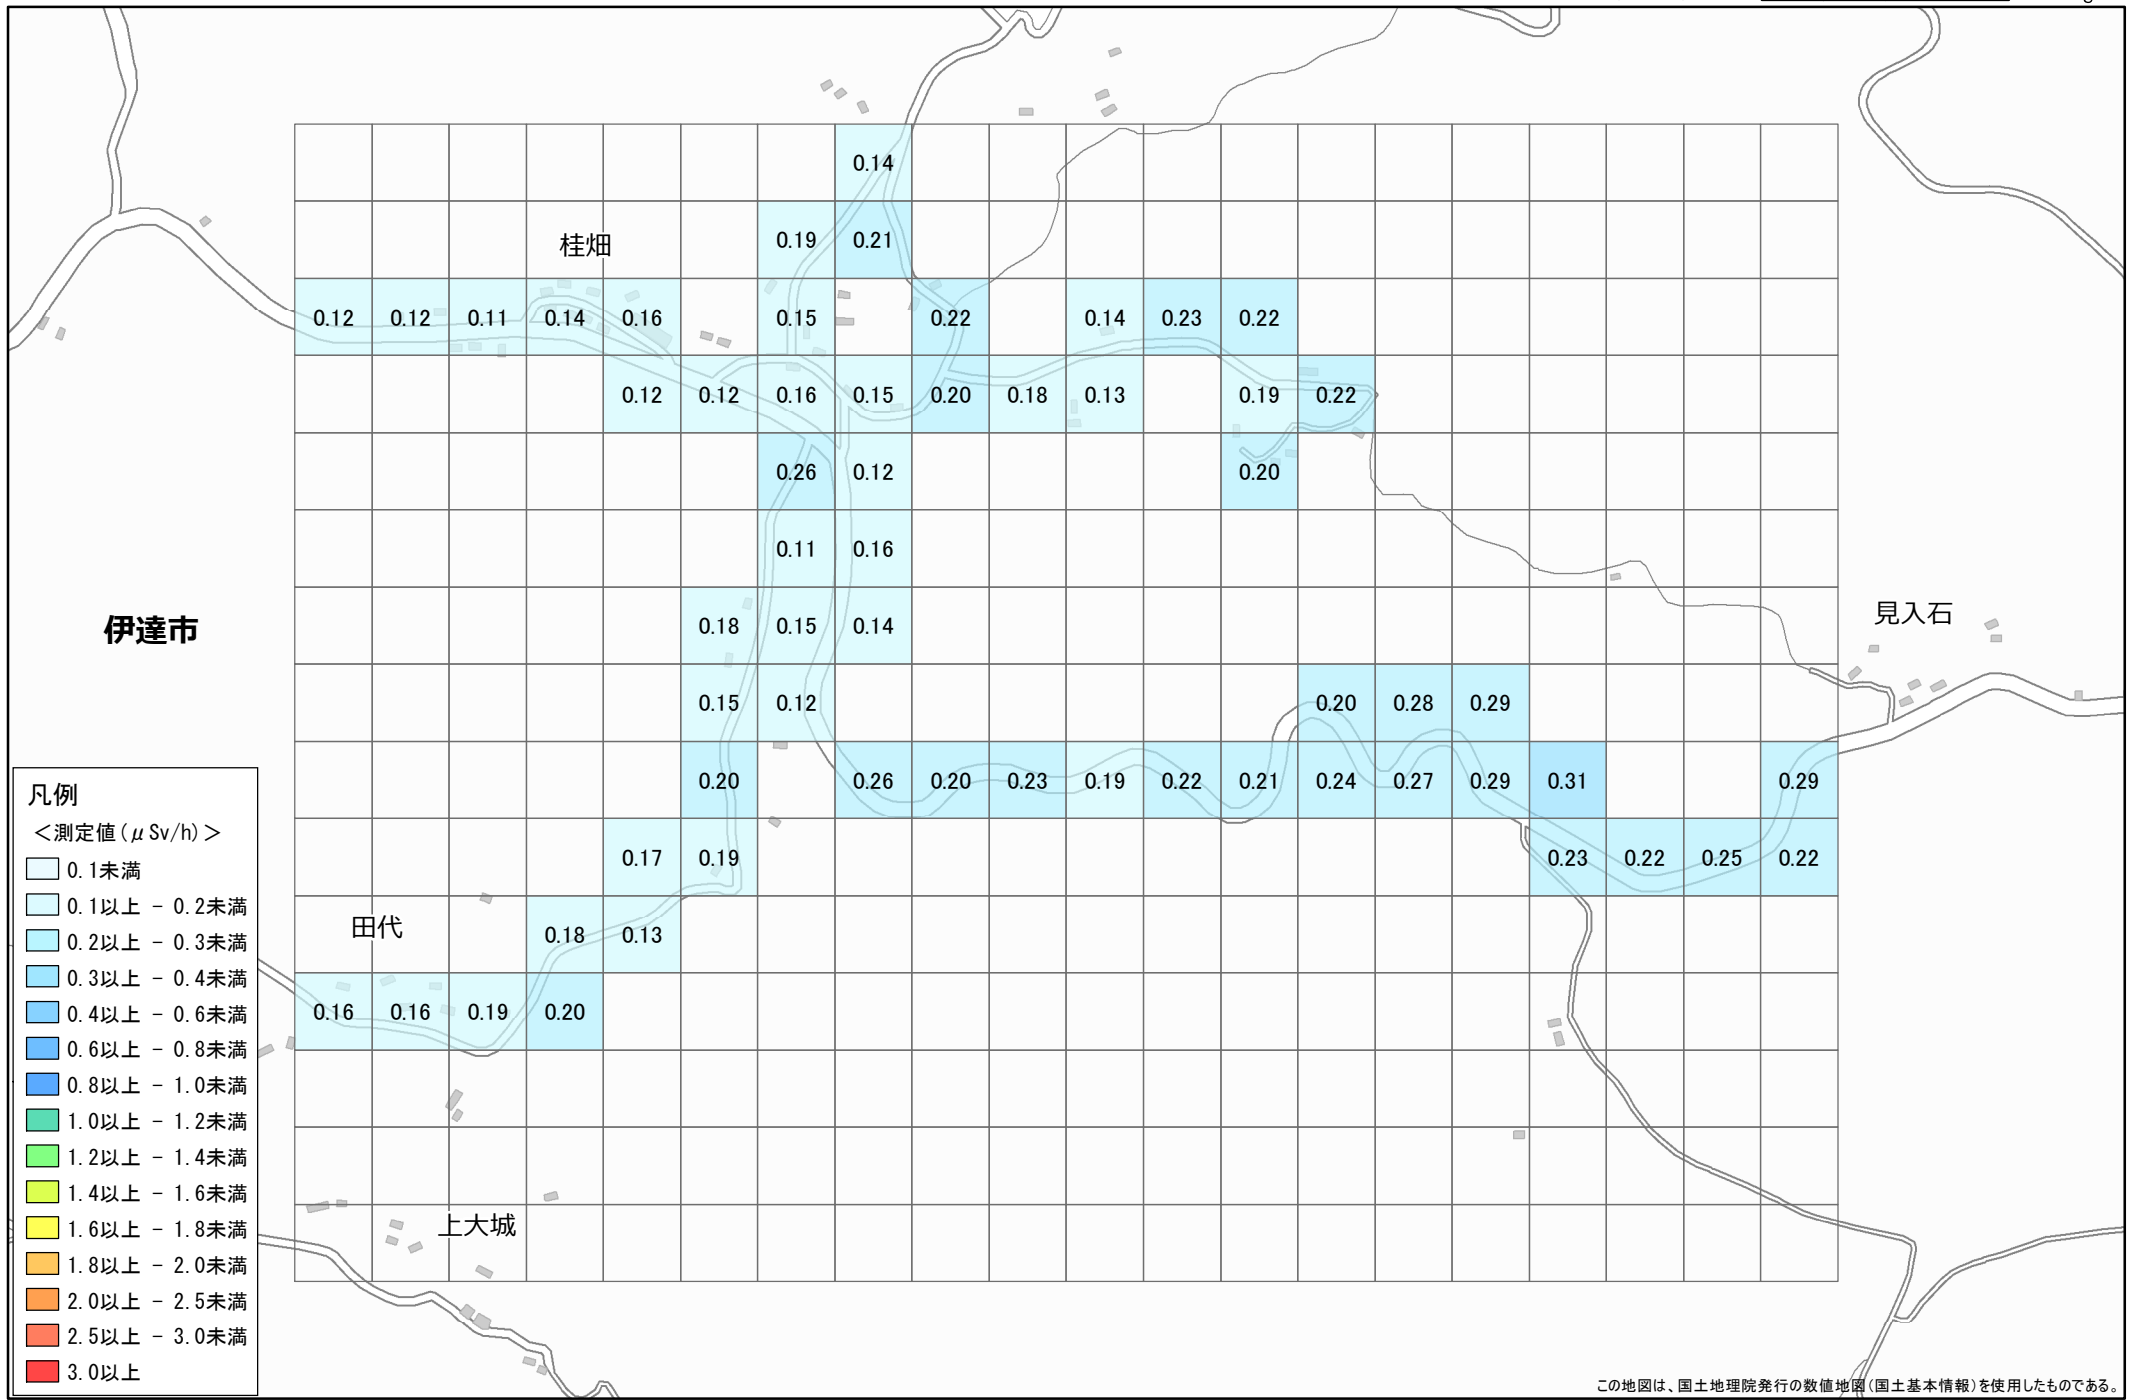 g
0.14
桂畑
0.19 0.21
0.12 0.12 0.11 0.14 0.16 0.15 0.22 0.14 0.23 0.22
0.12 0.12 0.16 0.15 0.20 0.18 0.13 0.19 0.22
0.26 0.12 0.20
0.11 0.16
伊達市
見入石
0.18 0.15 0.14
0.15 0.12 0.20 0.28 0.29
0.20 0.26 0.20 0.23 0.19 0.22 0.21 0.24 0.27 0.29 0.31 0.29
0.17 0.19 0.23 0.22 0.25 0.22
田代
0.18 0.13
0.16 0.16 0.19 0.20
上大城
凡例
＜測定値(μSv/h)＞
0.1未満
0.1以上 - 0.2未満
0.2以上 - 0.3未満
0.3以上 - 0.4未満
0.4以上 - 0.6未満
0.6以上 - 0.8未満
0.8以上 - 1.0未満
1.0以上 - 1.2未満
1.2以上 - 1.4未満
1.4以上 - 1.6未満
1.6以上 - 1.8未満
1.8以上 - 2.0未満
2.0以上 - 2.5未満
2.5以上 - 3.0未満
3.0以上
この地図は、国土地理院発行の数値地図(国土基本情報)を使用したものである。